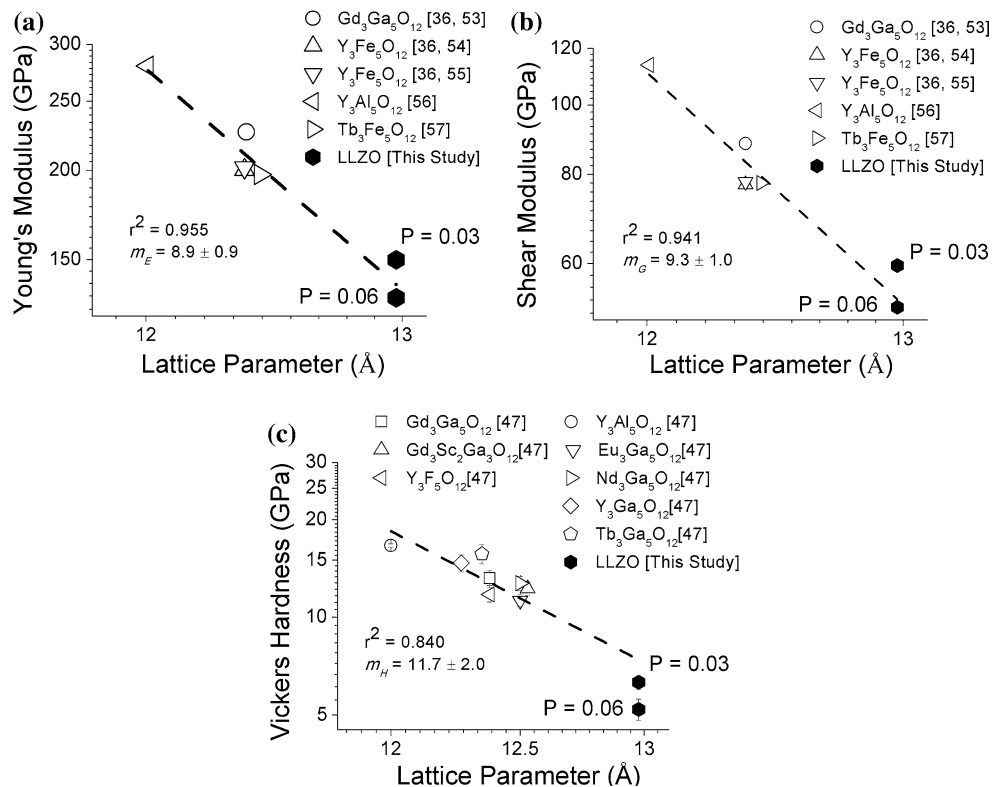 (a)
Young's Modulus (GPa)
300
250
200
150
Gd3Ga5O12 [36, 53]
Y3Fe5O12 [36, 54]
Y3Fe5O12 [36, 55]
Y3Al5O12 [56]
Tb3Fe5O12 [57]
LLZO [This Study]
r2 = 0.955
mE = 8.9 ± 0.9
P = 0.03
P = 0.06
12
13
Lattice Parameter (Å)
(b)
Shear Modulus (GPa)
120
100
80
60
Gd3Ga5O12 [36, 53]
Y3Fe5O12 [36, 54]
Y3Fe5O12 [36, 55]
Y3Al5O12 [56]
Tb3Fe5O12 [57]
LLZO [This Study]
r2 = 0.941
mG = 9.3 ± 1.0
P = 0.03
P = 0.06
12
13
Lattice Parameter (Å)
(c)
Vickers Hardness (GPa)
30
25
20
15
10
5
Gd3Ga5O12 [47]
Gd3Sc2Ga3O12[47]
Y3F5O12[47]
Y3Al5O12 [47]
Eu3Ga5O12[47]
Nd3Ga5O12[47]
Y3Ga5O12[47]
Tb3Ga5O12[47]
LLZO [This Study]
r2 = 0.840
mH = 11.7 ± 2.0
P = 0.03
P = 0.06
12
12.5
13
Lattice Parameter (Å)